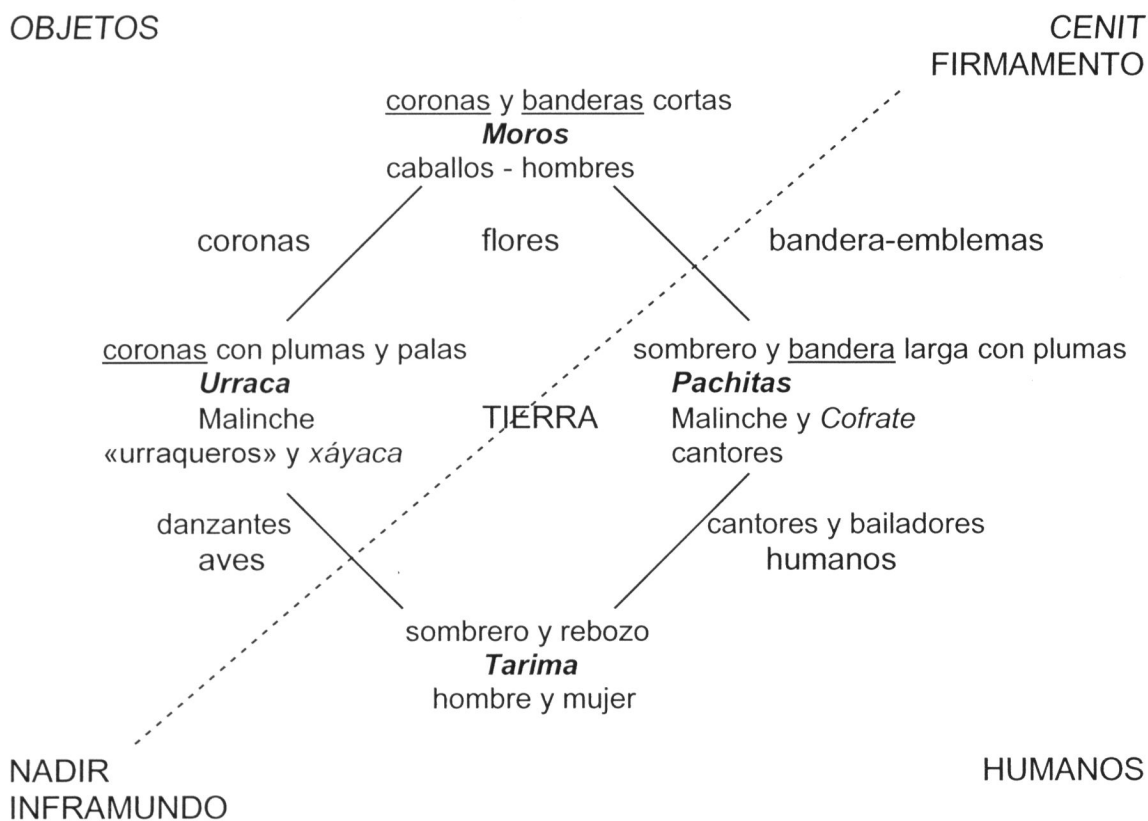 OBJETOS
CENIT
FIRMAMENTO
coronas y banderas cortas
Moros
caballos - hombres
coronas
flores
bandera-emblemas
coronas con plumas y palas
Urraca
Malinche
«urraqueros» y xáyaca
TIERRA
sombrero y bandera larga con plumas
Pachitas
Malinche y Cofrate
cantores
danzantes
aves
cantores y bailadores
humanos
sombrero y rebozo
Tarima
hombre y mujer
NADIR
INFRAMUNDO
HUMANOS